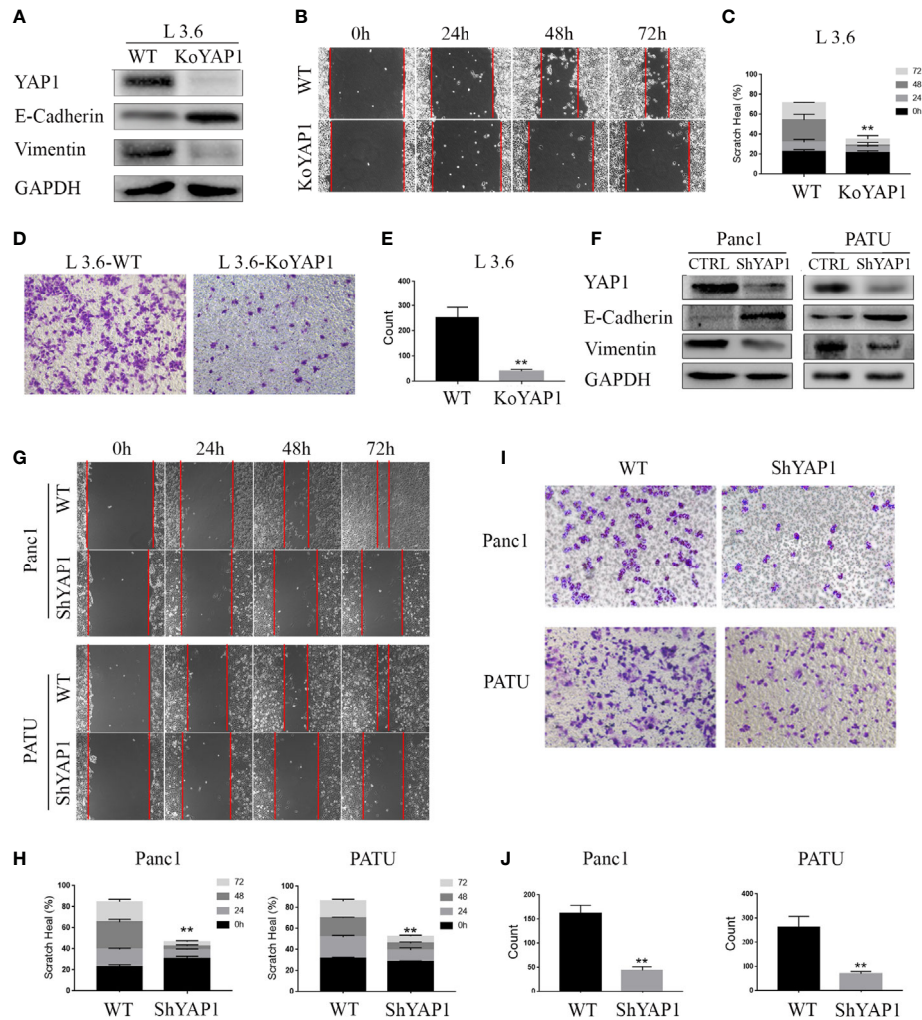 A
L 3.6
WT KoYAP1
YAP1
E-Cadherin
Vimentin
GAPDH
B
0h 24h 48h 72h
WT
KoYAP1
C
L 3.6
Scratch Heal (%)
100
80
60
40
20
0
**
72
48
24
0h
WT KoYAP1
D
L 3.6-WT L 3.6-KoYAP1
E
L 3.6
Count
400
300
200
100
0
**
WT KoYAP1
F
Panc1 PATU
CTRL ShYAP1 CTRL ShYAP1
YAP1
E-Cadherin
Vimentin
GAPDH
G
0h 24h 48h 72h
Panc1
WT
ShYAP1
PATU
WT
ShYAP1
I
WT ShYAP1
Panc1
PATU
H
Panc1
Scratch Heal (%)
100
80
60
40
20
0
**
72
48
24
0h
WT ShYAP1
PATU
Scratch Heal (%)
100
80
60
40
20
0
**
72
48
24
0h
WT ShYAP1
J
Panc1
Count
200
150
100
50
0
**
WT ShYAP1
PATU
Count
400
300
200
100
0
**
WT ShYAP1